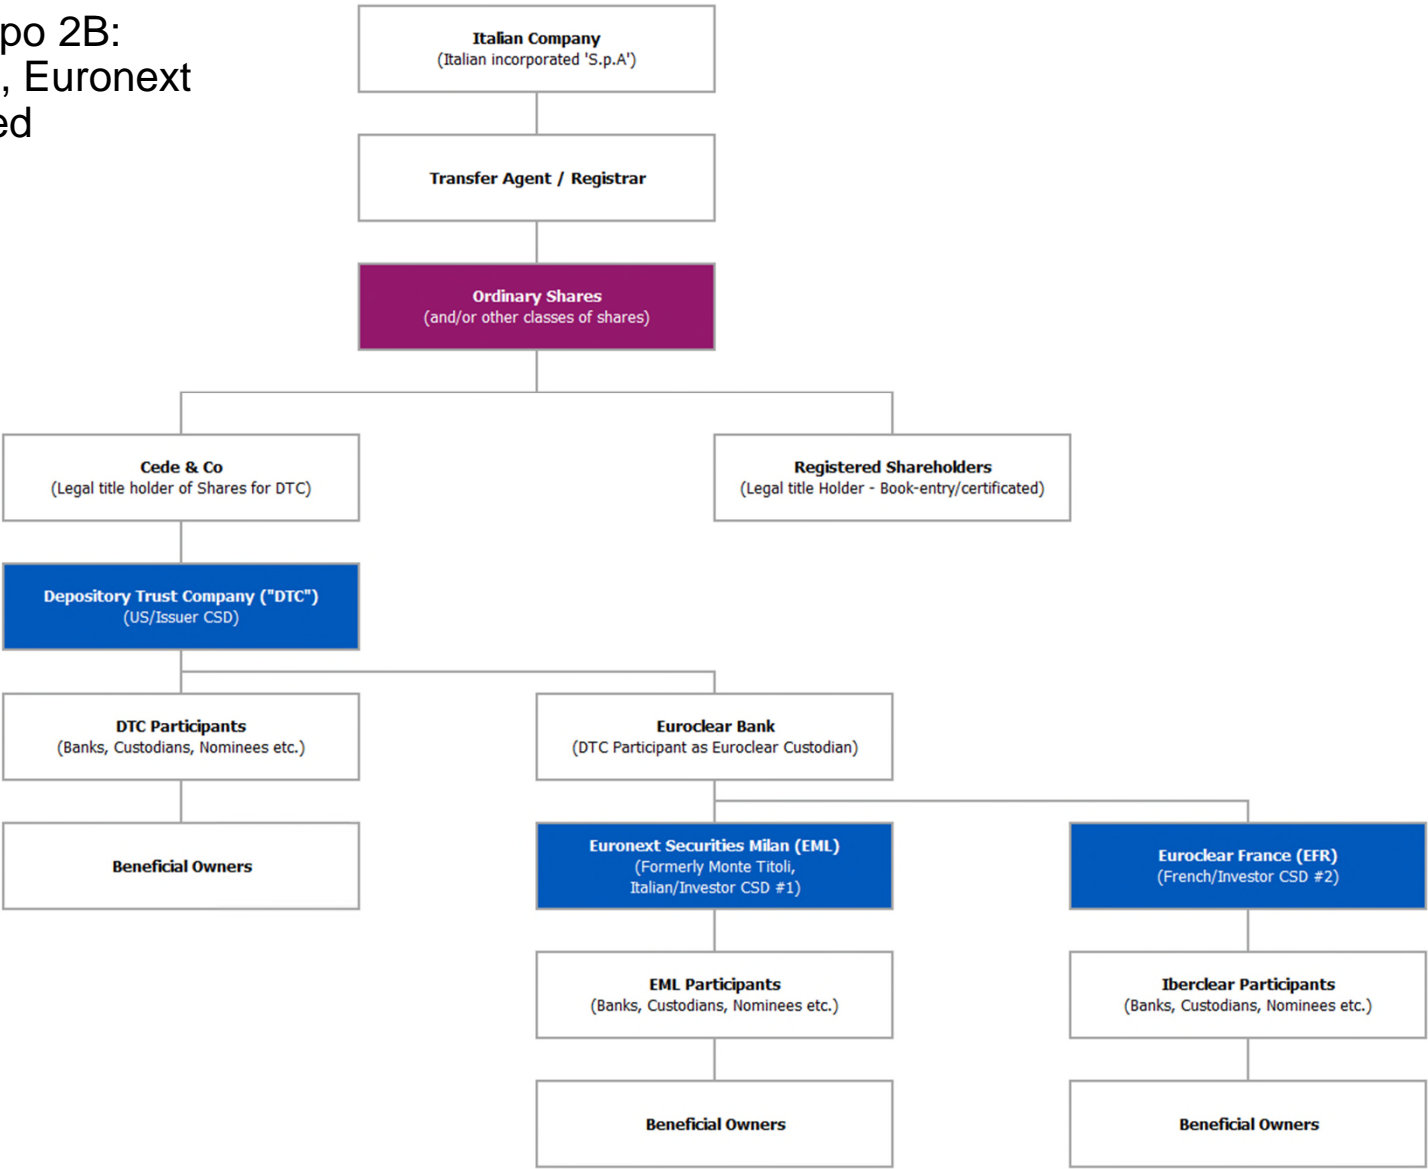 po 2B:
, Euronext
ed
Italian Company
(Italian incorporated 'S.p.A')
Transfer Agent / Registrar
Ordinary Shares
(and/or other classes of shares)
Cede & Co
(Legal title holder of Shares for DTC)
Registered Shareholders
(Legal title Holder - Book-entry/certificated)
Depository Trust Company ("DTC")
(US/Issuer CSD)
DTC Participants
(Banks, Custodians, Nominees etc.)
Euroclear Bank
(DTC Participant as Euroclear Custodian)
Beneficial Owners
Euronext Securities Milan (EML)
(Formerly Monte Titoli,
Italian/Investor CSD #1)
Euroclear France (EFR)
(French/Investor CSD #2)
EML Participants
(Banks, Custodians, Nominees etc.)
Iberclear Participants
(Banks, Custodians, Nominees etc.)
Beneficial Owners
Beneficial Owners